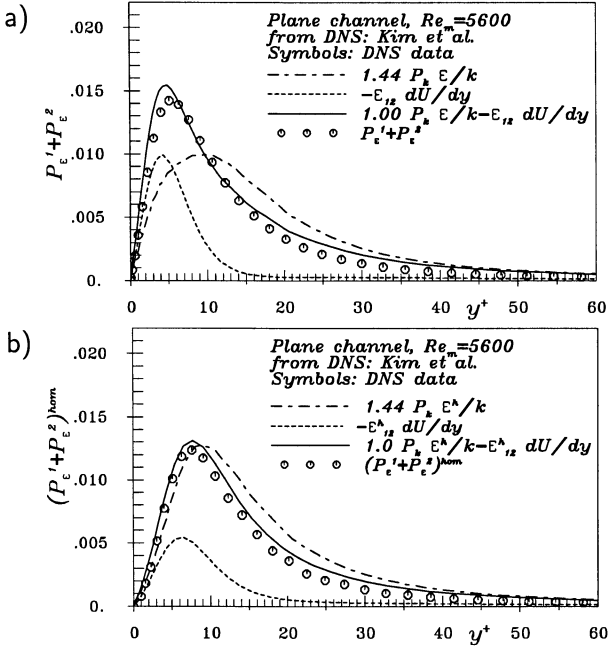 a)
Plane channel, Re_m=5600
from DNS: Kim et al.
Symbols: DNS data
1.44 P_k ε/k
-ε_12 dU/dy
1.00 P_k ε/k-ε_12 dU/dy
P_ε^1+P_ε^2
P_ε^1+P_ε^2
.020
.015
.010
.005
0.
0 10 20 30 40 50 60
y^+
b)
Plane channel, Re_m=5600
from DNS: Kim et al.
Symbols: DNS data
1.44 P_k ε^h/k
-ε^h_12 dU/dy
1.0 P_k ε^h/k-ε^h_12 dU/dy
(P_ε^1+P_ε^2)^hom
(P_ε^1+P_ε^2)^hom
.020
.015
.010
.005
0.
0 10 20 30 40 50 60
y^+